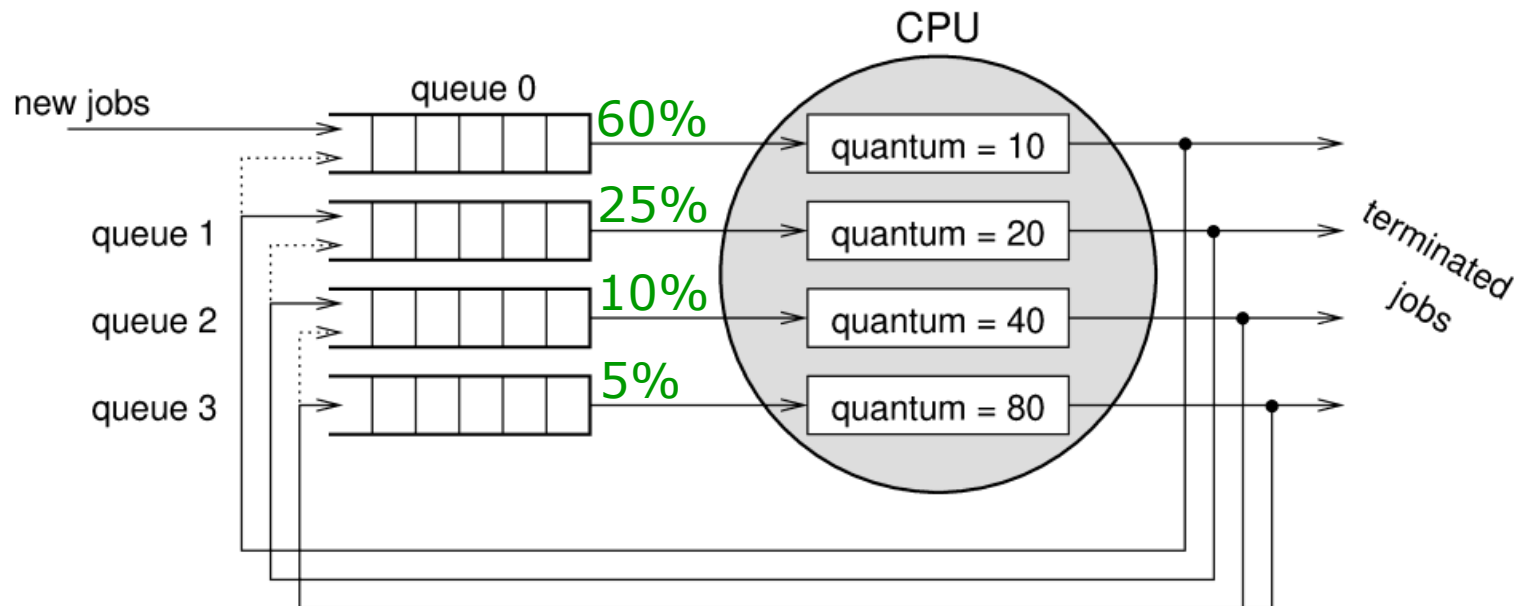 CPU
new jobs
queue 0
60%
quantum = 10
queue 1
25%
quantum = 20
terminated
jobs
queue 2
10%
quantum = 40
queue 3
5%
quantum = 80